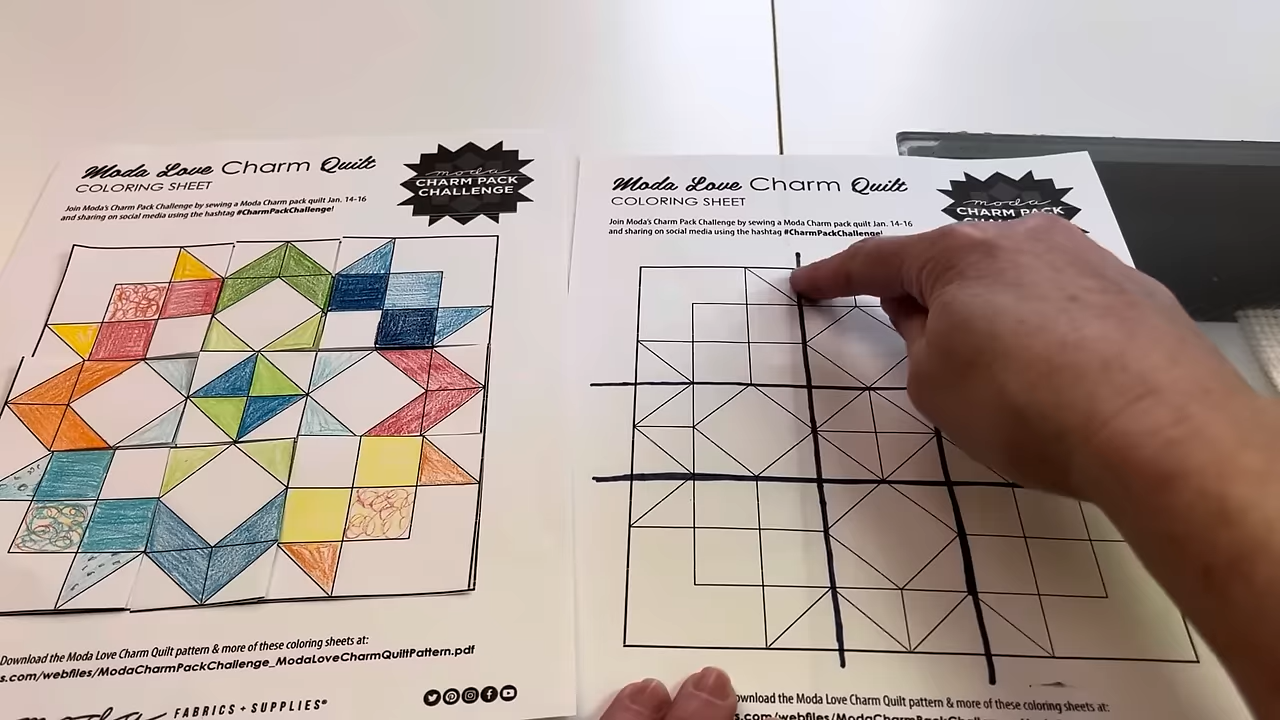 Moda Love Charm Quilt
COLORING SHEET
Join Moda's Charm Pack Challenge by sewing a Moda Charm pack quilt Jan. 14-16
and sharing on social media using the hashtag #CharmPackChallenge!
moda
CHARM PACK
CHALLENGE
Download the Moda Love Charm Quilt pattern & more of these coloring sheets at:
s.com/webfiles/ModaCharmPackChallenge_ModaLoveCharmQuiltPattern.pdf
moda FABRICS + SUPPLIES®
Moda Love Charm Quilt
COLORING SHEET
Join Moda's Charm Pack Challenge by sewing a Moda Charm pack quilt Jan. 14-16
and sharing on social media using the hashtag #CharmPackChallenge!
moda
CHARM PACK
ownload the Moda Love Charm Quilt pattern & more of these coloring sheets at:
s.com/webfiles/ModaCharmPackChallenge_ModaLoveCharmQuiltPattern.pdf